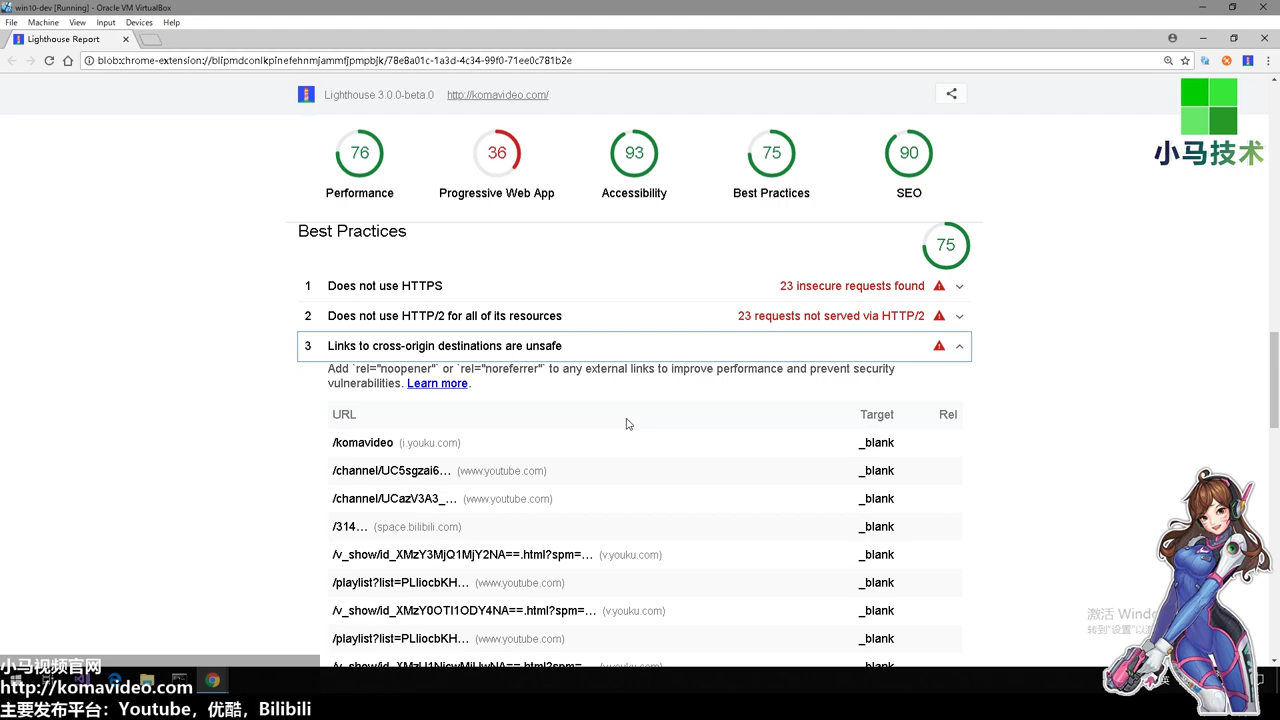 win10-dev [Running] - Oracle VM VirtualBox
File Machine View Input Devices Help
Lighthouse Report
blob:chrome-extension://blipmdconlkpinefehnmjammfjpmpbjk/78e8a01c-1a3d-4c34-99f0-71ee0c781b2e
Lighthouse 3.0.0-beta.0 http://komavideo.com/
小马技术
76 36 93 75 90
Performance Progressive Web App Accessibility Best Practices SEO
Best Practices 75
1 Does not use HTTPS 23 insecure requests found
2 Does not use HTTP/2 for all of its resources 23 requests not served via HTTP/2
3 Links to cross-origin destinations are unsafe
Add `rel="noopener"` or `rel="noreferrer"` to any external links to improve performance and prevent security
vulnerabilities. Learn more.
URL Target Rel
/komavideo (i.youku.com) _blank
/channel/UC5sgzai6... (www.youtube.com) _blank
/channel/UCazV3A3_... (www.youtube.com) _blank
/314... (space.bilibili.com) _blank
/v_show/id_XMzY3MjQ1MjY2NA==.html?spm=... (v.youku.com) _blank
/playlist?list=PLliocbKH... (www.youtube.com) _blank
/v_show/id_XMzY0OTI1ODY4NA==.html?spm=... (v.youku.com) _blank
/playlist?list=PLliocbKH... (www.youtube.com) _blank
激活 Windo
转到"设置"以
小马视频官网
http://komavideo.com
主要发布平台：Youtube，优酷，Bilibili
英